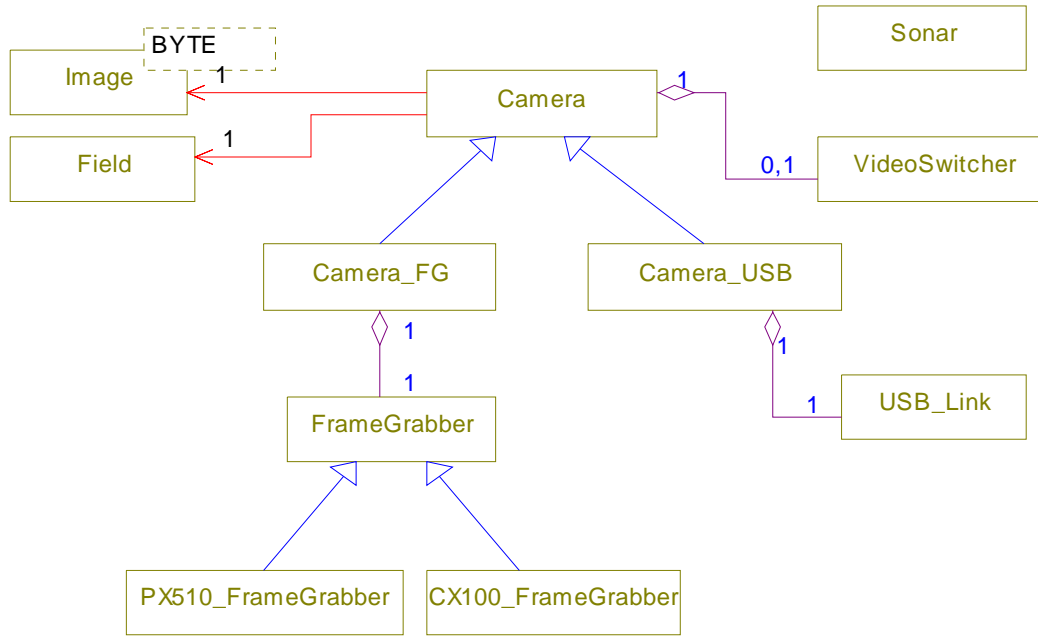 Sonar
BYTE
Image
1
1
Camera
1
Field
VideoSwitcher
0,1
Camera_FG
Camera_USB
1
1
1
1
USB_Link
FrameGrabber
PX510_FrameGrabber
CX100_FrameGrabber